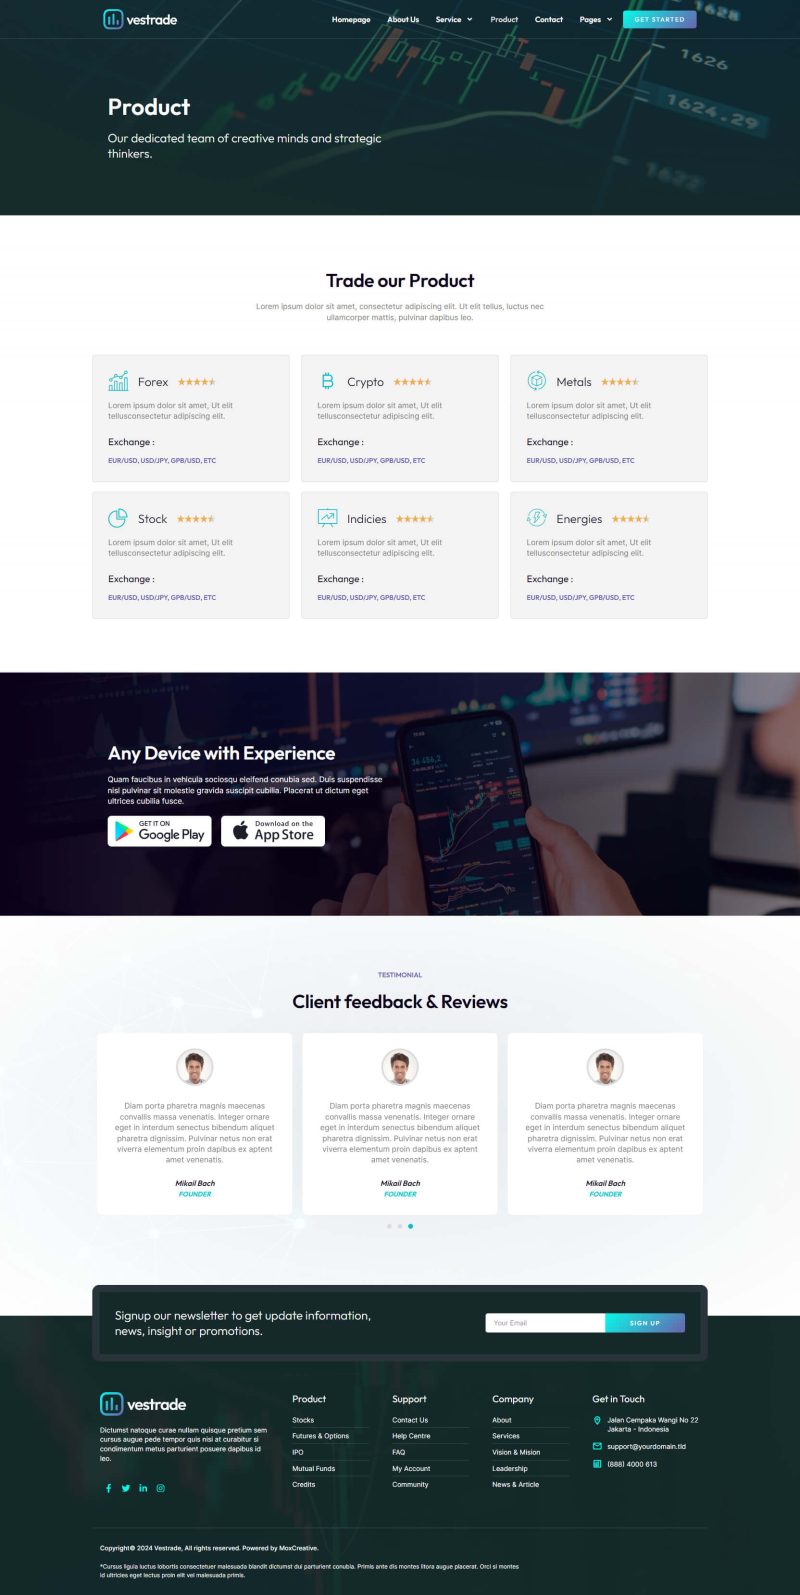 vestrade
Homepage About Us Service Product Contact Pages GET STARTED
1628
1626
1624.29
1622
Product
Our dedicated team of creative minds and strategic
thinkers.
Trade our Product
Lorem ipsum dolor sit amet, consectetur adipiscing elit. Ut elit tellus, luctus nec
ullamcorper mattis, pulvinar dapibus leo.
Forex
Lorem ipsum dolor sit amet, Ut elit
tellusconsectetur adipiscing elit.
Exchange :
EUR/USD, USD/JPY, GPB/USD, ETC
Crypto
Lorem ipsum dolor sit amet, Ut elit
tellusconsectetur adipiscing elit.
Exchange :
EUR/USD, USD/JPY, GPB/USD, ETC
Metals
Lorem ipsum dolor sit amet, Ut elit
tellusconsectetur adipiscing elit.
Exchange :
EUR/USD, USD/JPY, GPB/USD, ETC
Stock
Lorem ipsum dolor sit amet, Ut elit
tellusconsectetur adipiscing elit.
Exchange :
EUR/USD, USD/JPY, GPB/USD, ETC
Indicies
Lorem ipsum dolor sit amet, Ut elit
tellusconsectetur adipiscing elit.
Exchange :
EUR/USD, USD/JPY, GPB/USD, ETC
Energies
Lorem ipsum dolor sit amet, Ut elit
tellusconsectetur adipiscing elit.
Exchange :
EUR/USD, USD/JPY, GPB/USD, ETC
Any Device with Experience
Quam faucibus in vehicula sociosqu eleifend conubia sed. Duis suspendisse
nisi pulvinar sit molestie gravida suscipit cubilia. Placerat ut dictum eget
ultrices cubilia fusce.
GET IT ON
Google Play
Download on the
App Store
36 456,2
TESTIMONIAL
Client feedback & Reviews
Diam porta pharetra magnis maecenas
convallis massa venenatis. Integer ornare
eget in interdum senectus bibendum aliquet
pharetra dignissim. Pulvinar netus non erat
viverra elementum proin dapibus ex aptent
amet venenatis.
Mikail Bach
FOUNDER
Diam porta pharetra magnis maecenas
convallis massa venenatis. Integer ornare
eget in interdum senectus bibendum aliquet
pharetra dignissim. Pulvinar netus non erat
viverra elementum proin dapibus ex aptent
amet venenatis.
Mikail Bach
FOUNDER
Diam porta pharetra magnis maecenas
convallis massa venenatis. Integer ornare
eget in interdum senectus bibendum aliquet
pharetra dignissim. Pulvinar netus non erat
viverra elementum proin dapibus ex aptent
amet venenatis.
Mikail Bach
FOUNDER
Signup our newsletter to get update information,
news, insight or promotions.
Your Email
SIGN UP
vestrade
Dictumst natoque curae nullam quisque pretium sem
cursus augue pede tempor quis nisi at curabitur si
condimentum metus parturient posuere dapibus id
leo.
Product
Stocks
Futures & Options
IPO
Mutual Funds
Credits
Support
Contact Us
Help Centre
FAQ
My Account
Community
Company
About
Services
Vision & Mision
Leadership
News & Article
Get in Touch
Jalan Cempaka Wangi No 22
Jakarta - Indonesia
support@yourdomain.tld
(888) 4000 613
Copyright© 2024 Vestrade, All rights reserved. Powered by MoxCreative.
*Cursus ligula luctus lobortis consectetuer malesuada blandit dictumst dui parturient conubia. Primis ante dis montes litora augue placerat. Orci si montes
id ultricies eget lectus proin elit vel malesuada primis.